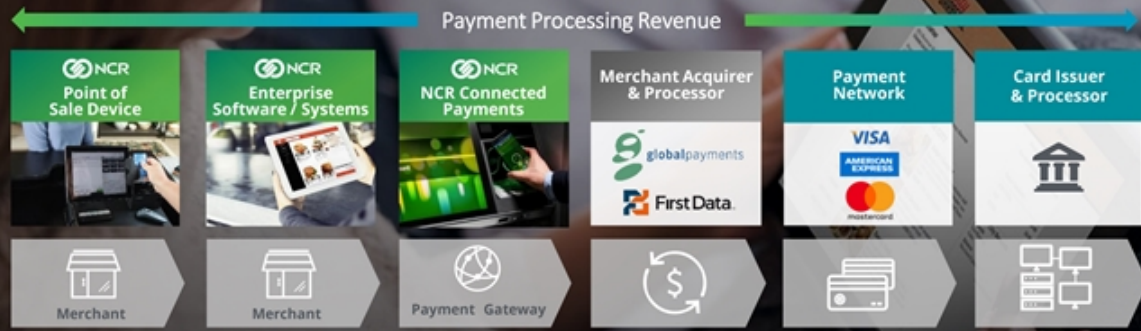 Payment Processing Revenue
NCR
Point of
Sale Device
NCR
Enterprise
Software / Systems
NCR
NCR Connected
Payments
Merchant Acquirer
& Processor
globalpayments
First Data
Payment
Network
VISA
AMERICAN
EXPRESS
mastercard
Card Issuer
& Processor
Merchant
Merchant
Payment Gateway
$